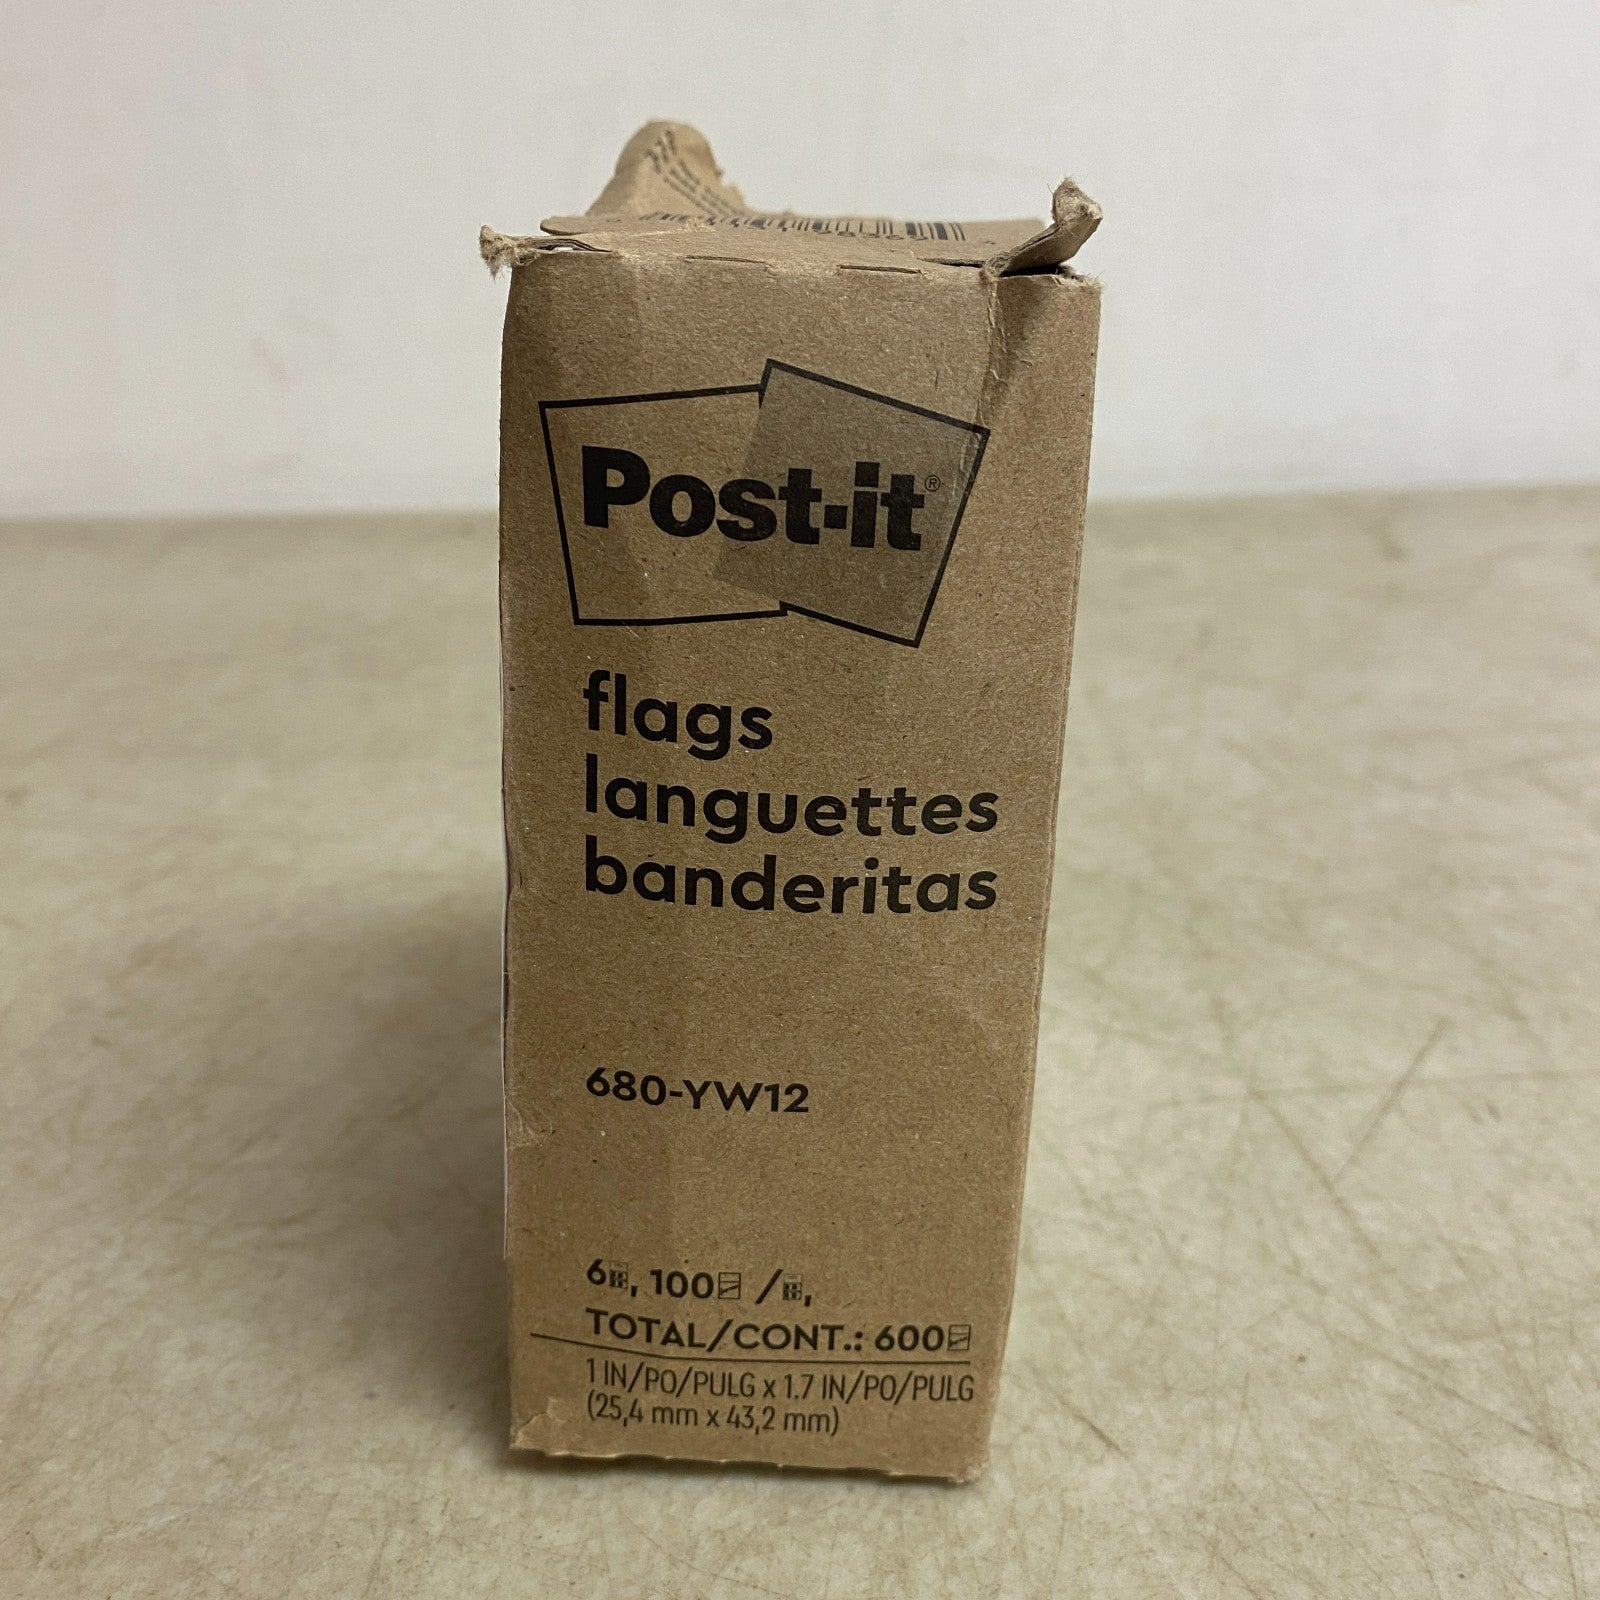 Post-it®
flags
languettes
banderitas
680-YW12
6, 100 / ,
TOTAL/CONT.: 600
1 IN/PO/PULG x 1.7 IN/PO/PULG
(25,4 mm x 43,2 mm)